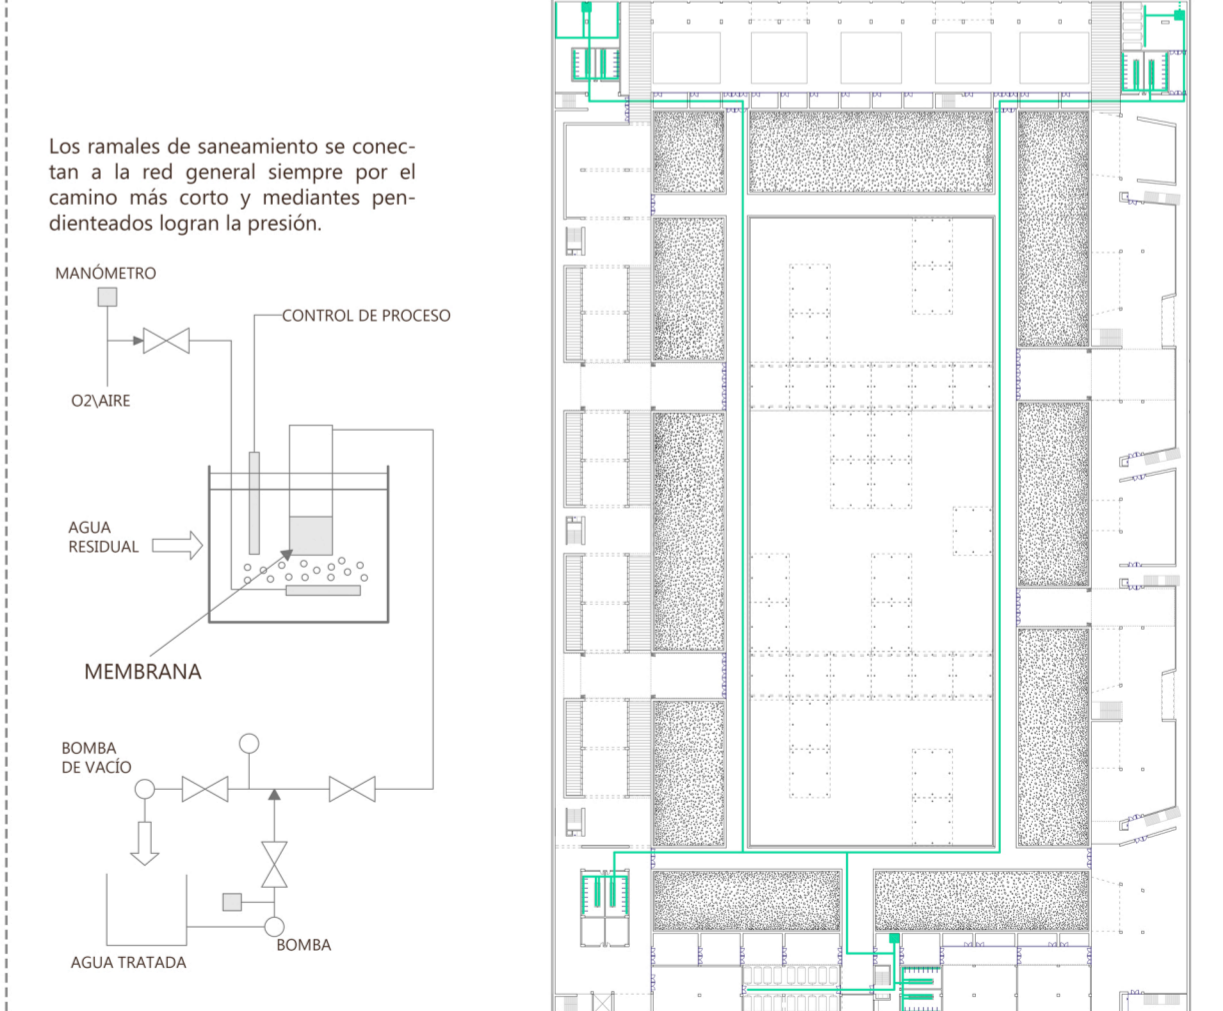 Los ramales de saneamiento se conec-
tan a la red general siempre por el
camino más corto y mediantes pen-
dienteados logran la presión.
MANÓMETRO
CONTROL DE PROCESO
O2\AIRE
AGUA
RESIDUAL
MEMBRANA
BOMBA
DE VACÍO
BOMBA
AGUA TRATADA